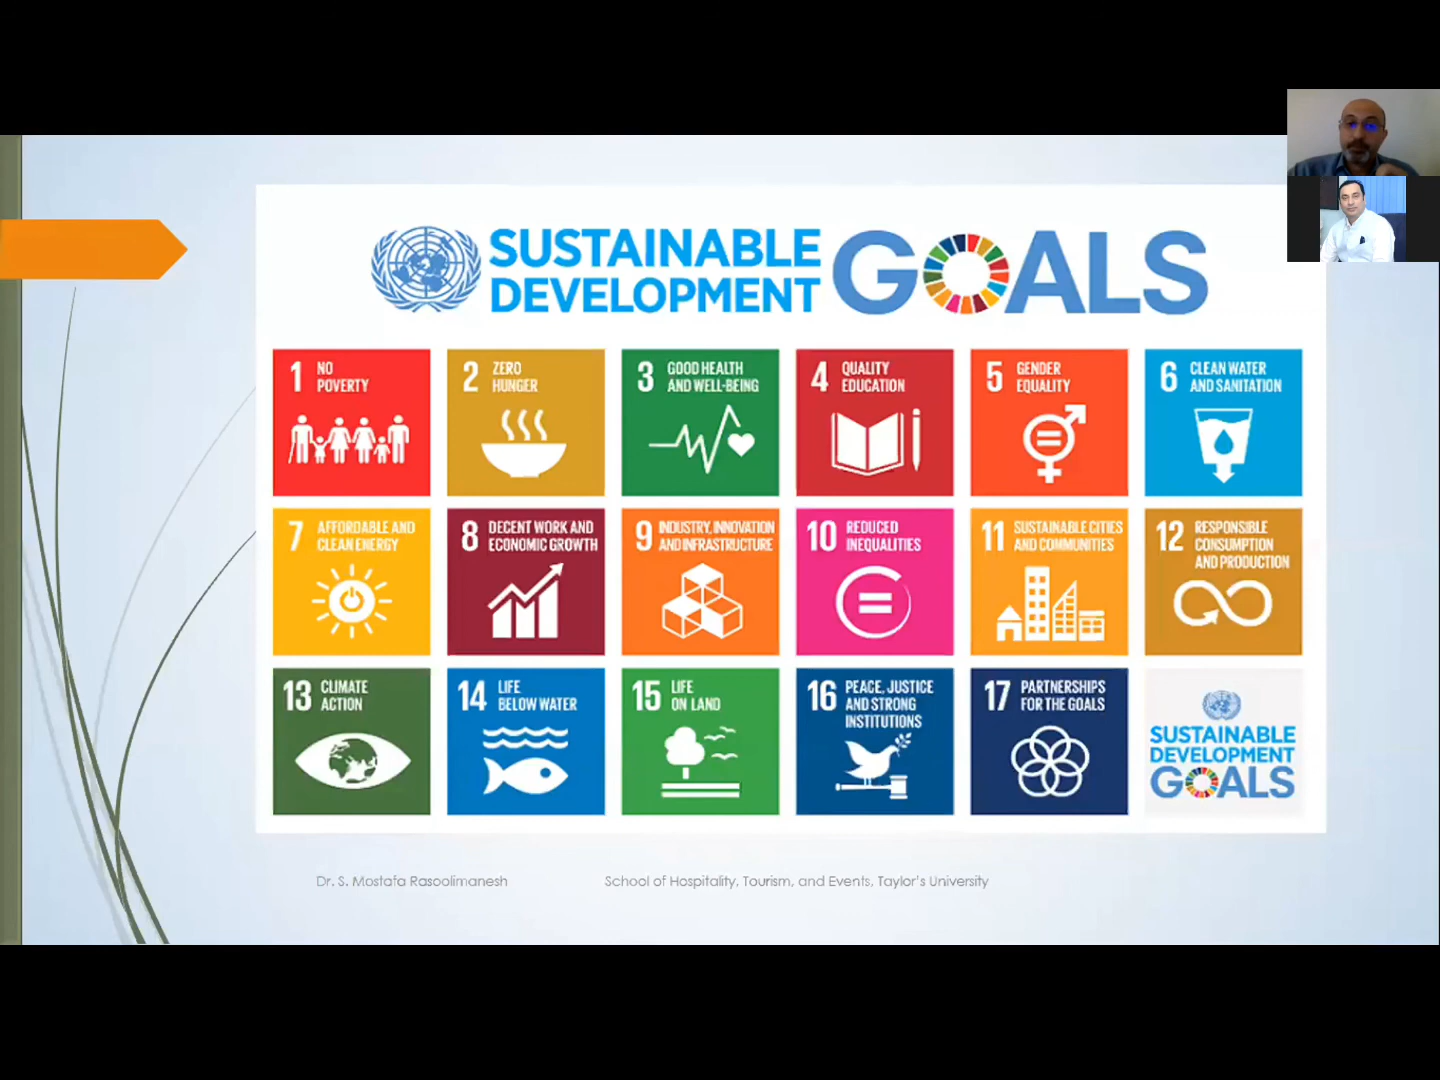 SUSTAINABLE
DEVELOPMENT
GOALS
1 NO
POVERTY
2 ZERO
HUNGER
3 GOOD HEALTH
AND WELL-BEING
4 QUALITY
EDUCATION
5 GENDER
EQUALITY
6 CLEAN WATER
AND SANITATION
7 AFFORDABLE AND
CLEAN ENERGY
8 DECENT WORK AND
ECONOMIC GROWTH
9 INDUSTRY, INNOVATION
AND INFRASTRUCTURE
10 REDUCED
INEQUALITIES
11 SUSTAINABLE CITIES
AND COMMUNITIES
12 RESPONSIBLE
CONSUMPTION
AND PRODUCTION
13 CLIMATE
ACTION
14 LIFE
BELOW WATER
15 LIFE
ON LAND
16 PEACE, JUSTICE
AND STRONG
INSTITUTIONS
17 PARTNERSHIPS
FOR THE GOALS
SUSTAINABLE
DEVELOPMENT
GOALS
Dr. S. Mostafa Rasoolimanesh
School of Hospitality, Tourism, and Events, Taylor's University